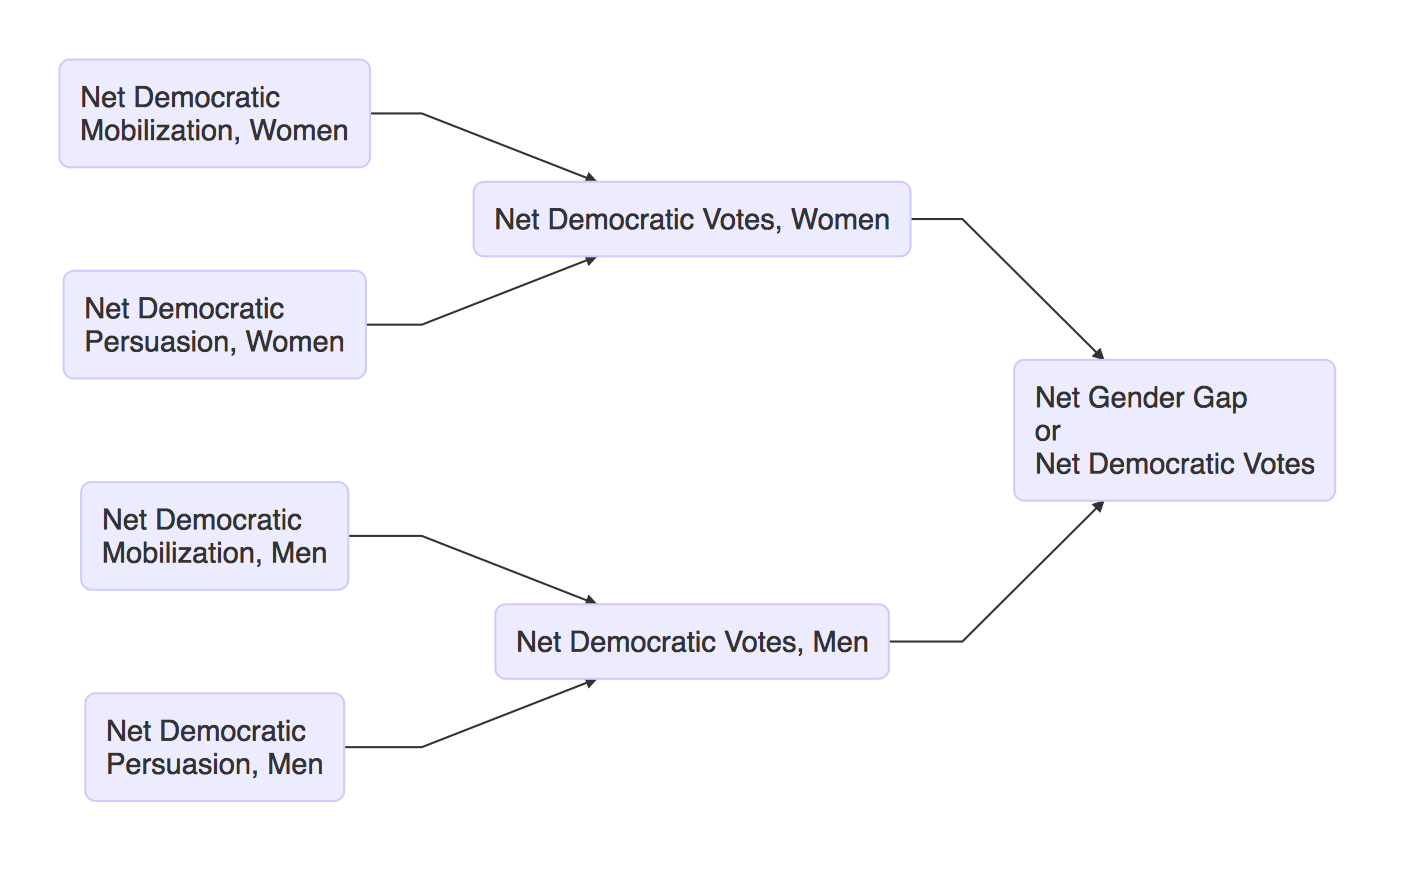 Net Democratic
Mobilization, Women
Net Democratic Votes, Women
Net Democratic
Persuasion, Women
Net Gender Gap
or
Net Democratic Votes
Net Democratic
Mobilization, Men
Net Democratic Votes, Men
Net Democratic
Persuasion, Men